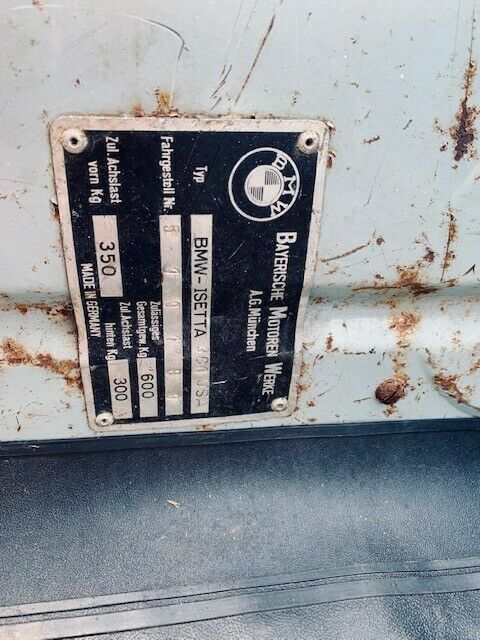 BMW
BAYERISCHE MOTOREN WERKE
A.G. München
Typ BMW-ISETTA USA
Fahrgestell Nr.
Zulässiges Gesamtgew. Kg 600
Zul. Achslast vorn Kg 350
Zul. Achslast hinten Kg 300
MADE IN GERMANY